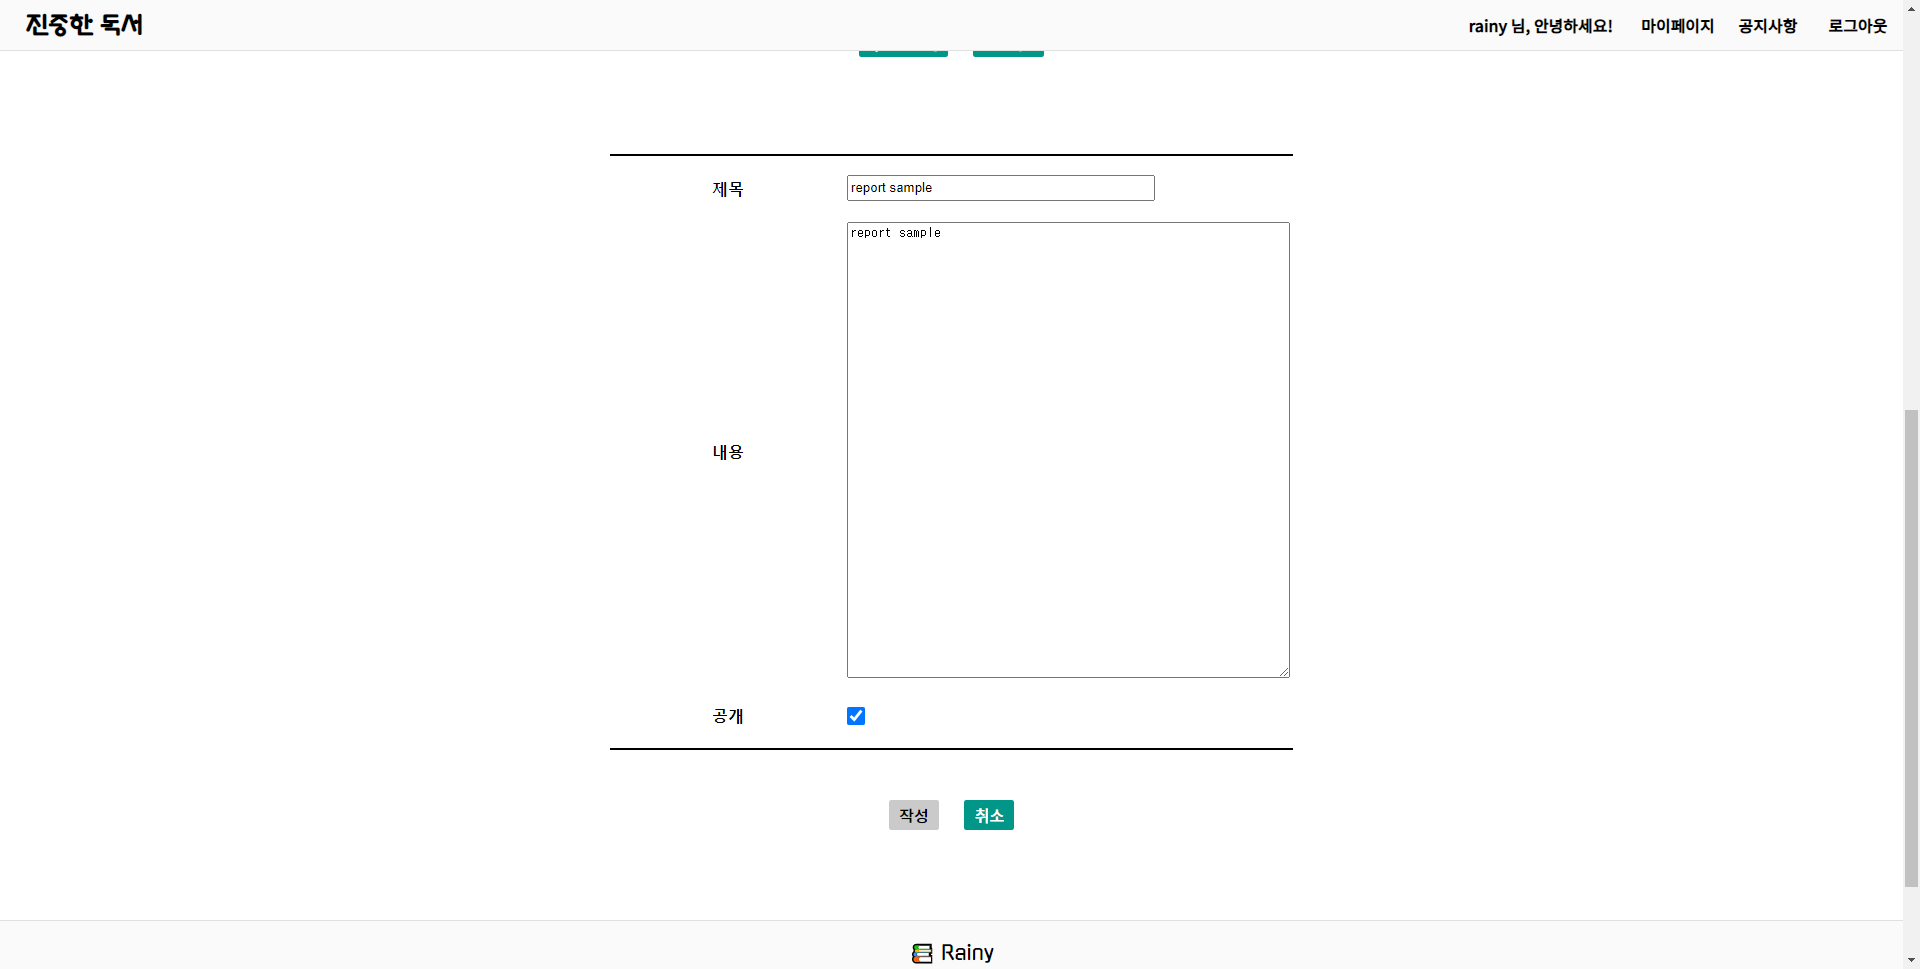 진중한 독서
rainy 님, 안녕하세요! 마이페이지 공지사항 로그아웃
제목 report sample
report sample
내용
공개
작성 취소
Rainy